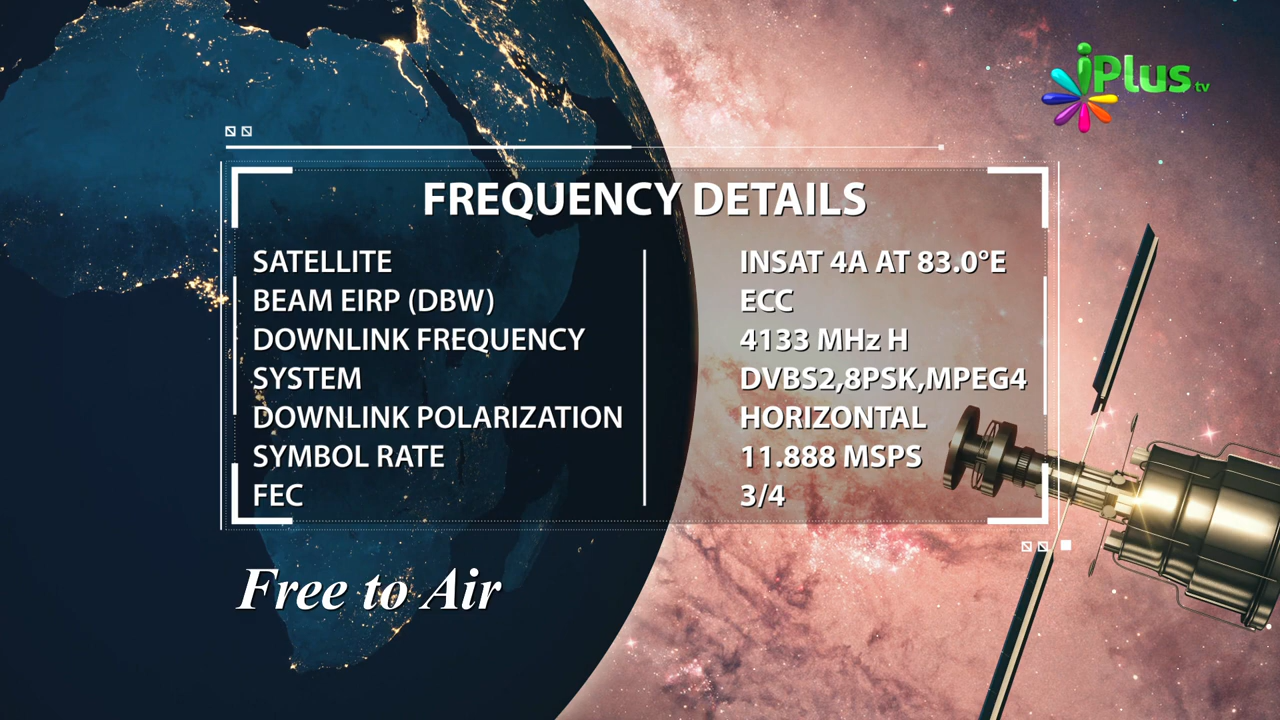 iPlus tv
FREQUENCY DETAILS
SATELLITE INSAT 4A AT 83.0°E
BEAM EIRP (DBW) ECC
DOWNLINK FREQUENCY 4133 MHz H
SYSTEM DVBS2,8PSK,MPEG4
DOWNLINK POLARIZATION HORIZONTAL
SYMBOL RATE 11.888 MSPS
FEC 3/4
Free to Air